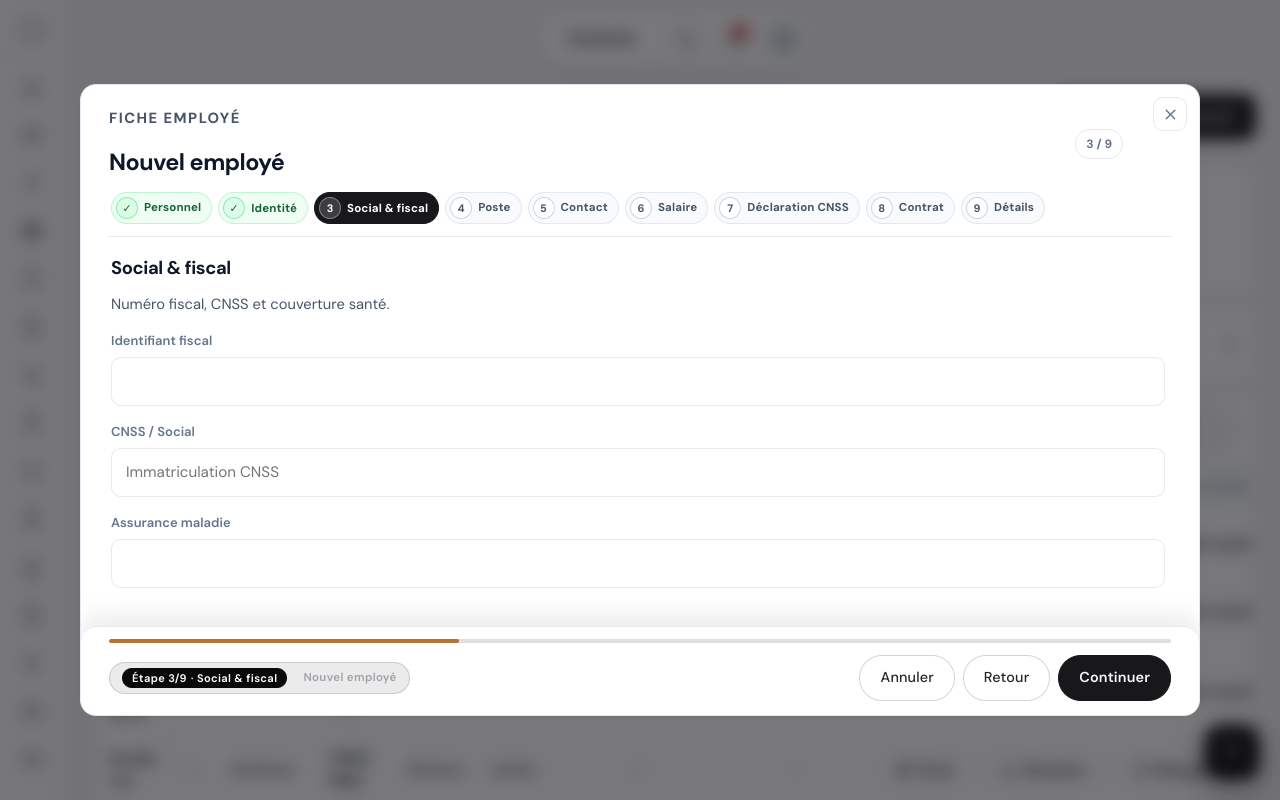 FICHE EMPLOYÉ
3 / 9
Nouvel employé
✓ Personnel ✓ Identité 3 Social & fiscal 4 Poste 5 Contact 6 Salaire 7 Déclaration CNSS 8 Contrat 9 Détails
Social & fiscal
Numéro fiscal, CNSS et couverture santé.
Identifiant fiscal
CNSS / Social
Immatriculation CNSS
Assurance maladie
Étape 3/9 · Social & fiscal Nouvel employé
Annuler Retour Continuer